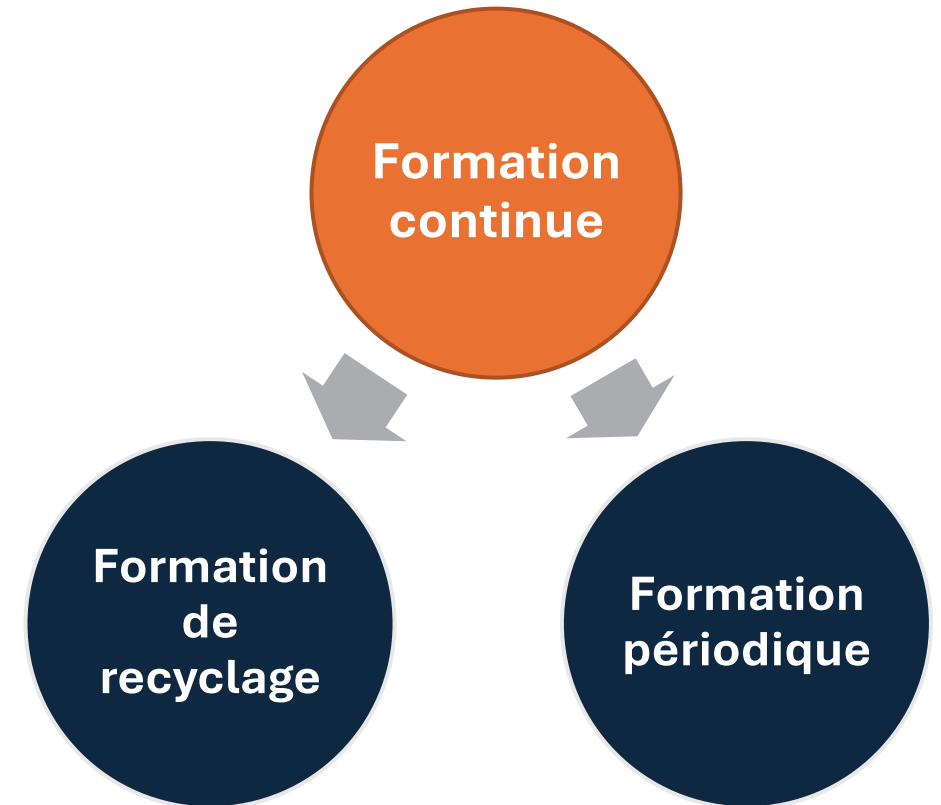 Formation
continue
Formation
de
recyclage
Formation
périodique